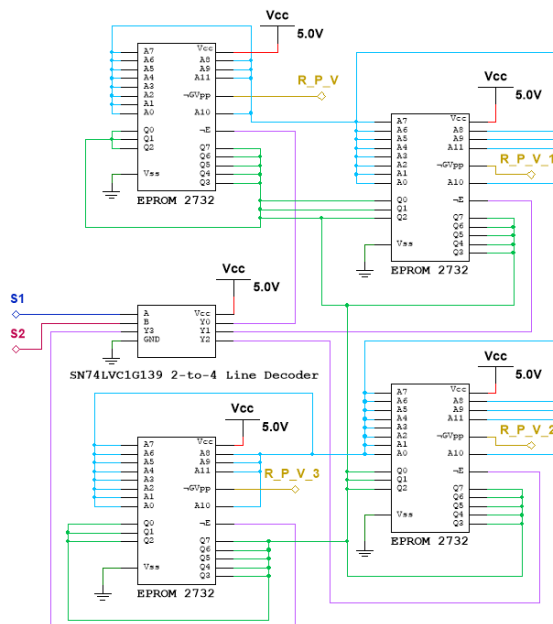 Vcc
5.0V
A7
A6
A5
A4
A3
A2
A1
A0
Q0
Q1
Q2
Vss
Vcc
A8
A9
A11
¬GVpp
A10
¬E
Q7
Q6
Q5
Q4
Q3
EPROM 2732
R_P_V
Vcc
5.0V
A7
A6
A5
A4
A3
A2
A1
A0
Q0
Q1
Q2
Vss
Vcc
A8
A9
A11
¬GVpp
A10
¬E
Q7
Q6
Q5
Q4
Q3
EPROM 2732
R_P_V_1
S1
S2
Vcc
5.0V
A
B
Y3
GND
Vcc
Y0
Y1
Y2
SN74LVC1G139 2-to-4 Line Decoder
Vcc
5.0V
A7
A6
A5
A4
A3
A2
A1
A0
Q0
Q1
Q2
Vss
Vcc
A8
A9
A11
¬GVpp
A10
¬E
Q7
Q6
Q5
Q4
Q3
EPROM 2732
R_P_V_3
Vcc
5.0V
A7
A6
A5
A4
A3
A2
A1
A0
Q0
Q1
Q2
Vss
Vcc
A8
A9
A11
¬GVpp
A10
¬E
Q7
Q6
Q5
Q4
Q3
EPROM 2732
R_P_V_2